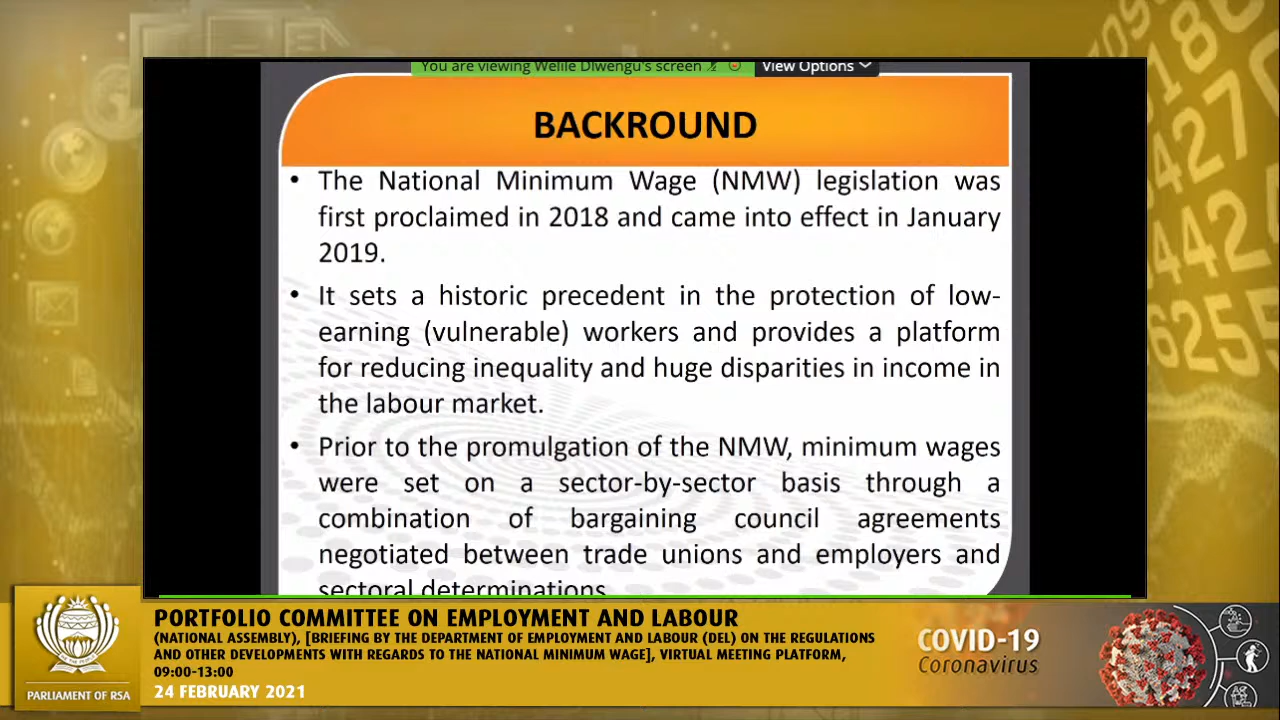 You are viewing Welile Dlwengu's screen
View Options
BACKROUND
• The National Minimum Wage (NMW) legislation was
first proclaimed in 2018 and came into effect in January
2019.
• It sets a historic precedent in the protection of low-
earning (vulnerable) workers and provides a platform
for reducing inequality and huge disparities in income in
the labour market.
• Prior to the promulgation of the NMW, minimum wages
were set on a sector-by-sector basis through a
combination of bargaining council agreements
negotiated between trade unions and employers and
sectoral determinations.
PORTFOLIO COMMITTEE ON EMPLOYMENT AND LABOUR
(NATIONAL ASSEMBLY), [BRIEFING BY THE DEPARTMENT OF EMPLOYMENT AND LABOUR (DEL) ON THE REGULATIONS
AND OTHER DEVELOPMENTS WITH REGARDS TO THE NATIONAL MINIMUM WAGE], VIRTUAL MEETING PLATFORM,
09:00-13:00
24 FEBRUARY 2021
PARLIAMENT OF RSA
COVID-19
Coronavirus